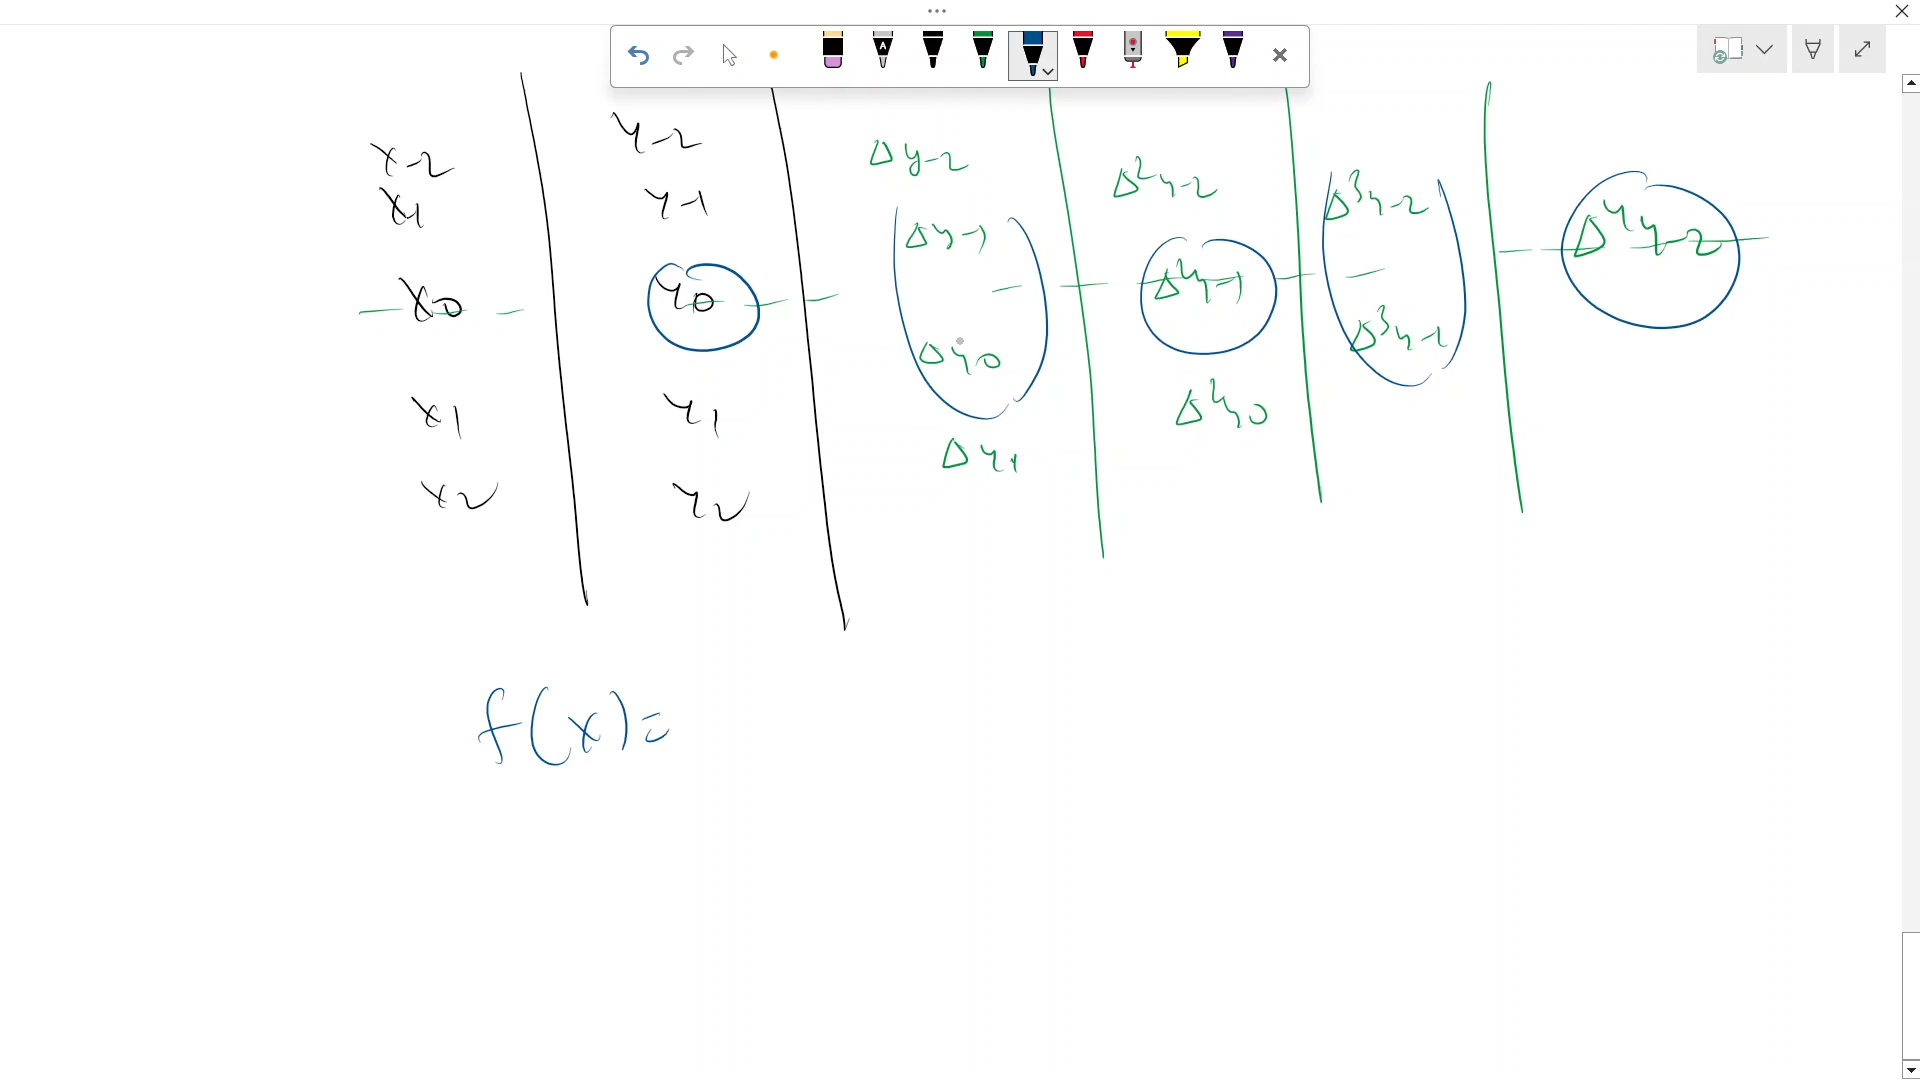 x-2 y-2 Δy-2 Δ²y-2 Δ³y-2 Δ⁴y-2
x1 y-1 Δy-1
x0 y0 Δy0 Δ²y-1 Δ³y-1
x1 y1 Δy1 Δ²y0
x2 y2
f(x)=